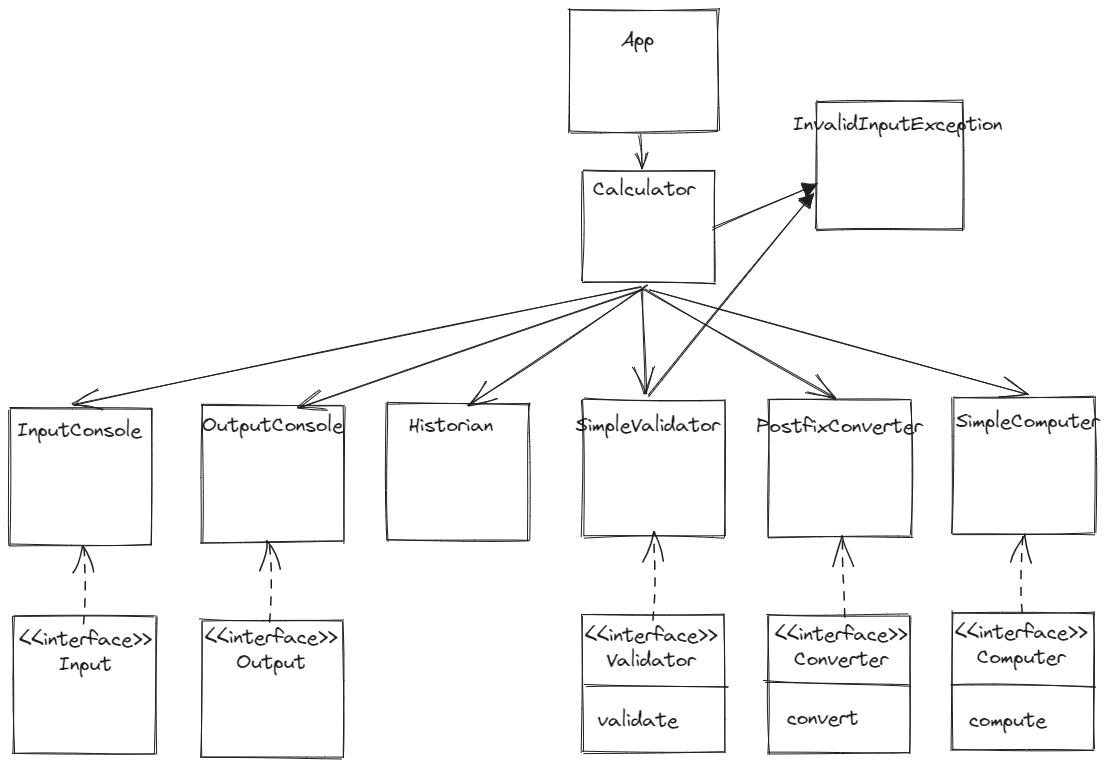 App
InvalidInputException
Calculator
InputConsole
OutputConsole
Historian
SimpleValidator
PostfixConverter
SimpleComputer
<<interface>>
Input
<<interface>>
Output
<<interface>>
Validator
validate
<<interface>>
Converter
convert
<<interface>>
Computer
compute